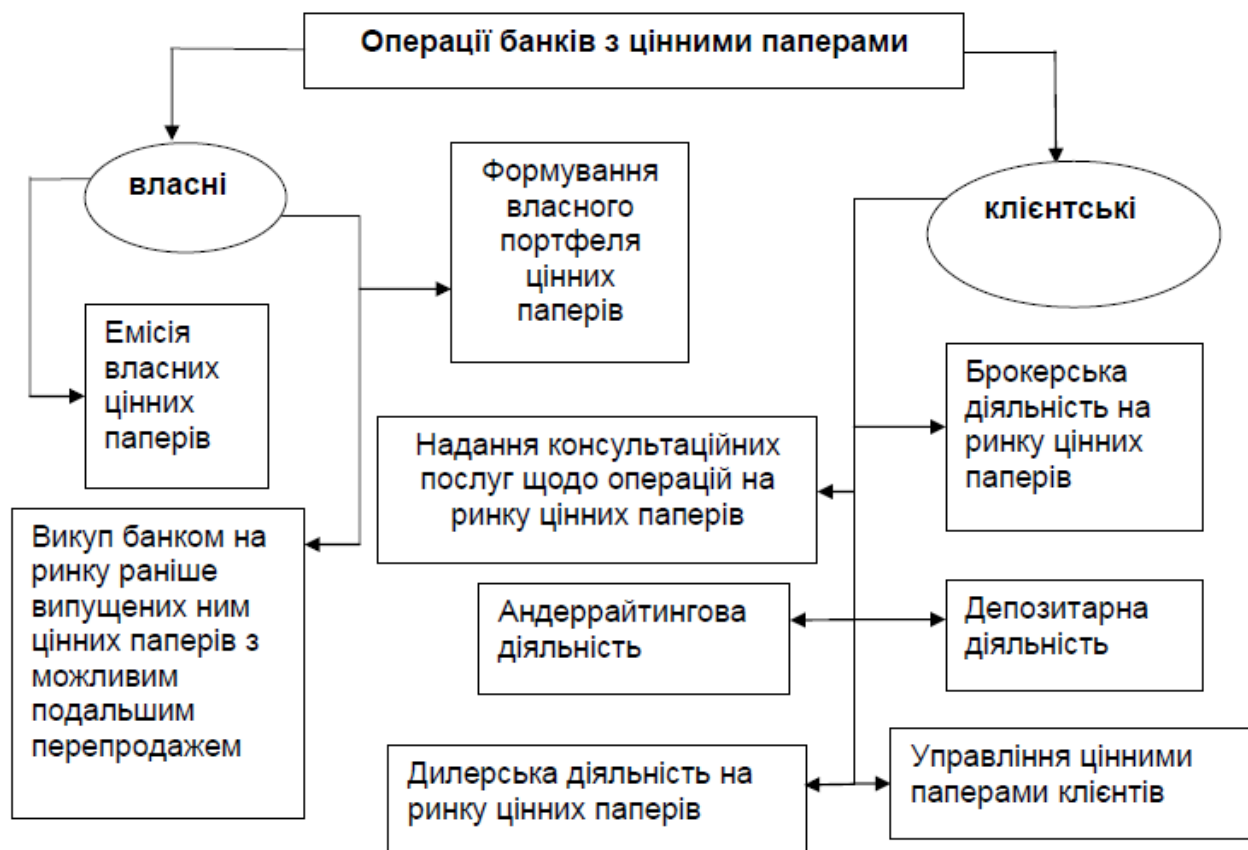 Операції банків з цінними паперами
власні
Формування
власного
портфеля
цінних
паперів
клієнтські
Емісія
власних
цінних
паперів
Брокерська
діяльність на
ринку цінних
паперів
Надання консультаційних
послуг щодо операцій на
ринку цінних паперів
Викуп банком на
ринку раніше
випущених ним
цінних паперів з
можливим
подальшим
перепродажем
Андеррайтингова
діяльність
Депозитарна
діяльність
Дилерська діяльність на
ринку цінних паперів
Управління цінними
паперами клієнтів